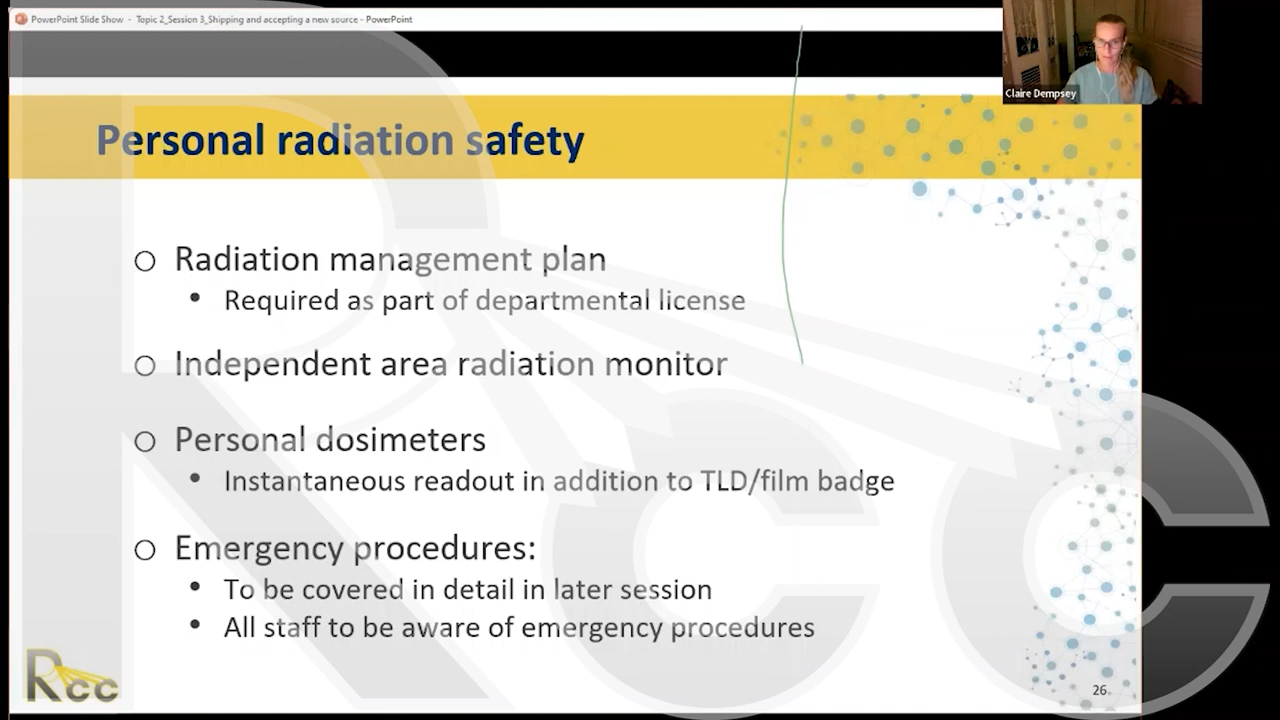 PowerPoint Slide Show - Topic 2_Session 3_Shipping and accepting a new source - PowerPoint
Claire Dempsey
Personal radiation safety
Radiation management plan
Required as part of departmental license
Independent area radiation monitor
Personal dosimeters
Instantaneous readout in addition to TLD/film badge
Emergency procedures:
To be covered in detail in later session
All staff to be aware of emergency procedures
Rcc
26
Rcc